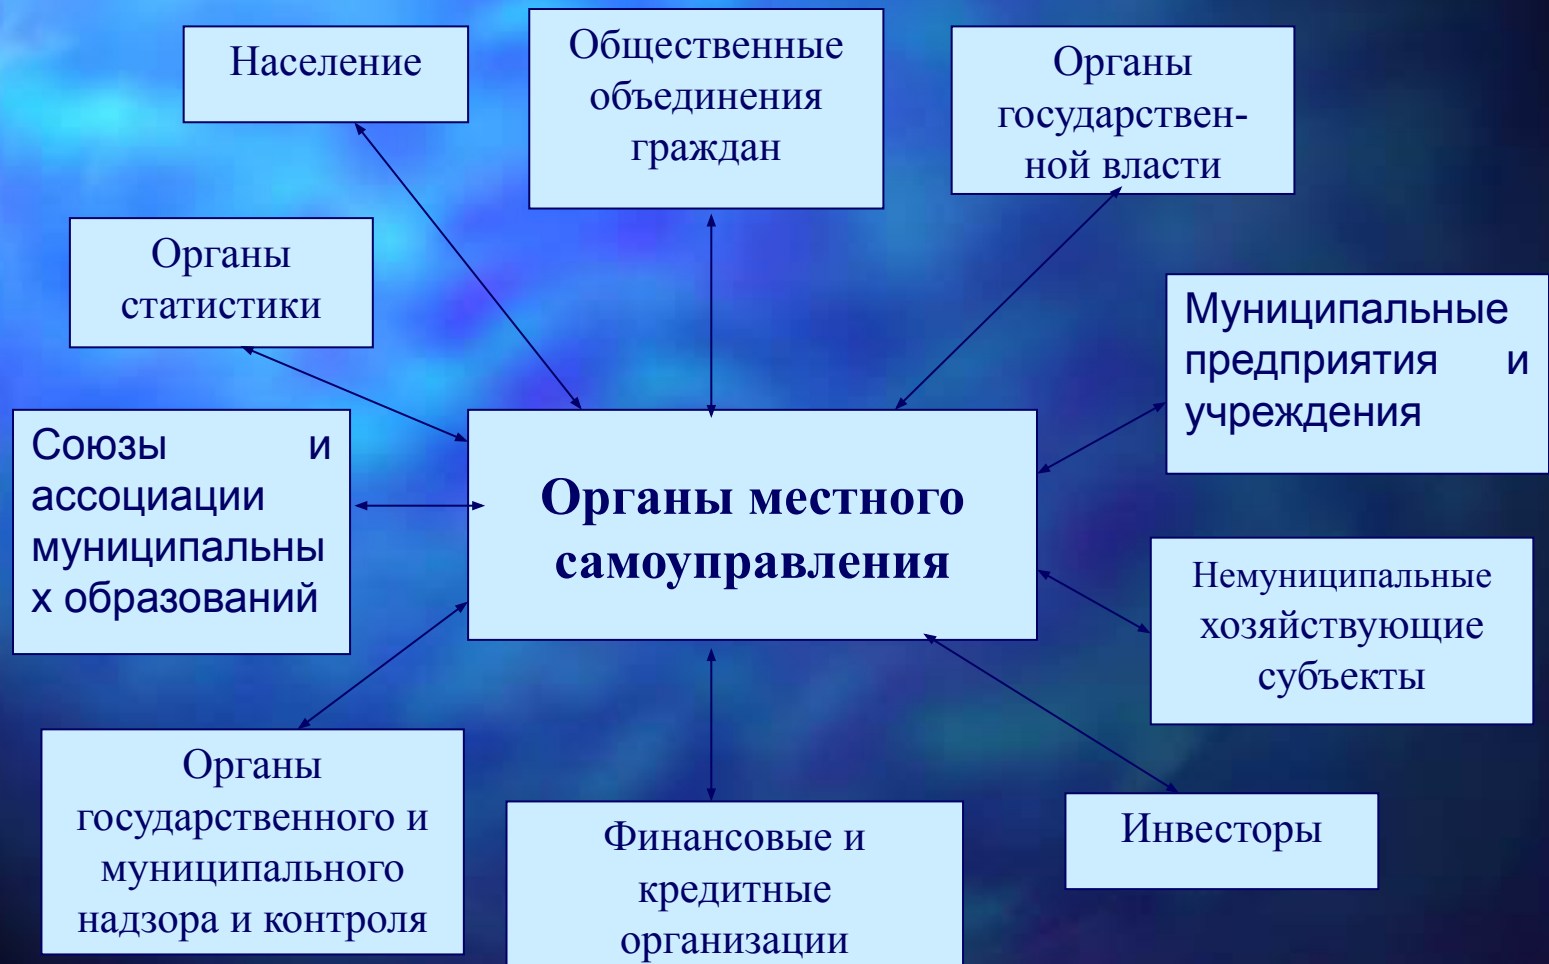 Население
Общественные
объединения
граждан
Органы
государствен-
ной власти
Органы
статистики
Муниципальные
предприятия и
учреждения
Союзы и
ассоциации
муниципальны
х образований
Органы местного
самоуправления
Немуниципальные
хозяйствующие
субъекты
Органы
государственного и
муниципального
надзора и контроля
Финансовые и
кредитные
организации
Инвесторы